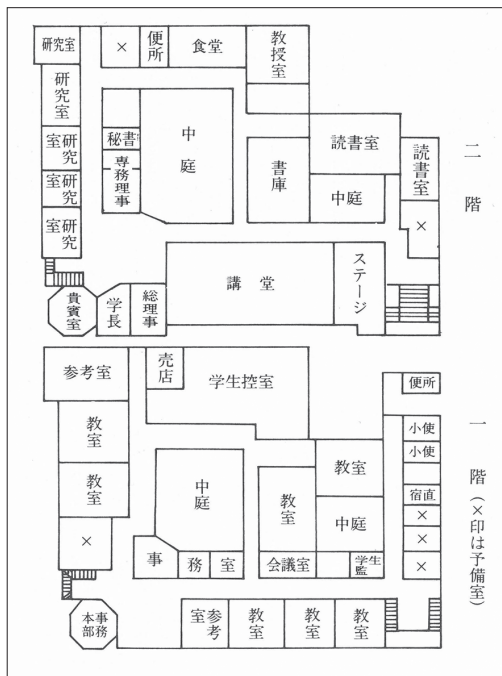 二階
研究室
×
便所
食堂
教授室
研究室
研究室
研究室
研究室
秘書
専務理事
中庭
書庫
読書室
中庭
読書室
×
貴賓室
学長
総理事
講堂
ステージ
一階(×印は予備室)
参考室
売店
学生控室
便所
教室
教室
×
中庭
教室
教室
中庭
小使
小使
宿直
×
×
×
事務室
会議室
学生監
事務本部
参考室
教室
教室
教室